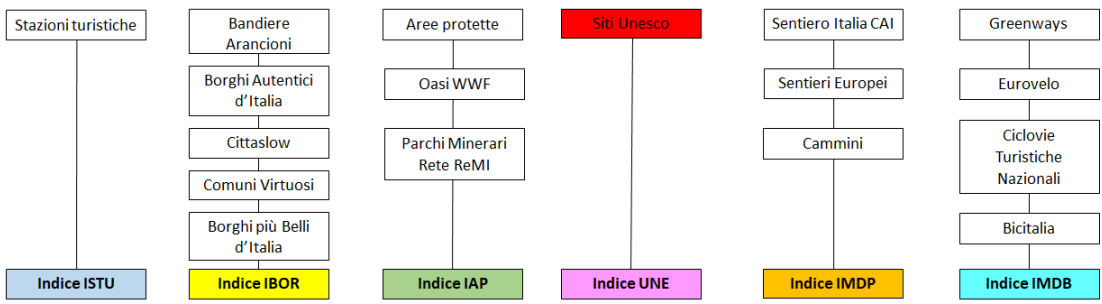 Stazioni turistiche
Indice ISTU
Bandiere
Arancioni
Borghi Autentici
d'Italia
Cittaslow
Comuni Virtuosi
Borghi più Belli
d'Italia
Indice IBOR
Aree protette
Oasi WWF
Parchi Minerari
Rete ReMI
Indice IAP
Siti Unesco
Indice UNE
Sentiero Italia CAI
Sentieri Europei
Cammini
Indice IMDP
Greenways
Eurovelo
Ciclovie
Turistiche
Nazionali
Bicitalia
Indice IMDB